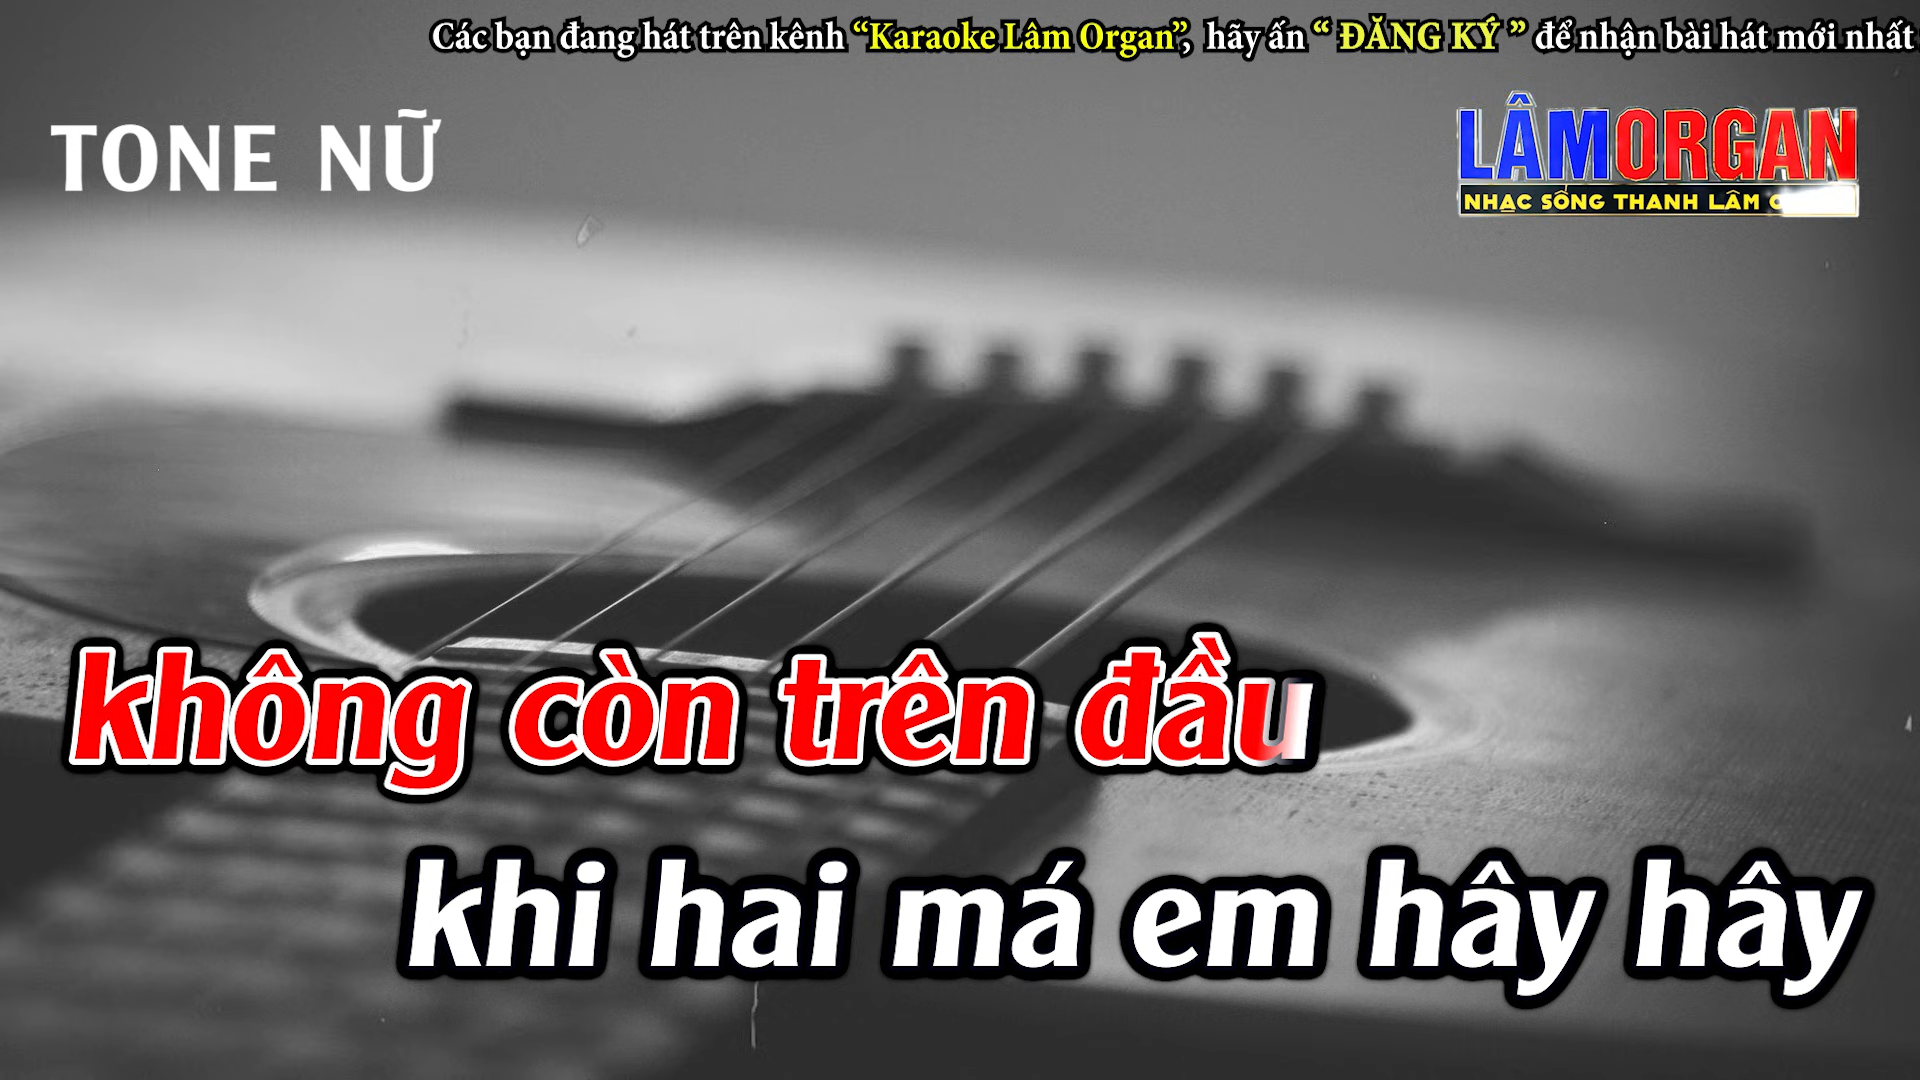 Các bạn đang hát trên kênh “Karaoke Lâm Organ”, hãy ấn “ ĐĂNG KÝ ” để nhận bài hát mới nhất
TONE NỮ
LÂMORGAN
NHẠC SỐNG THANH LÂM
không còn trên đầu
khi hai má em hây hây